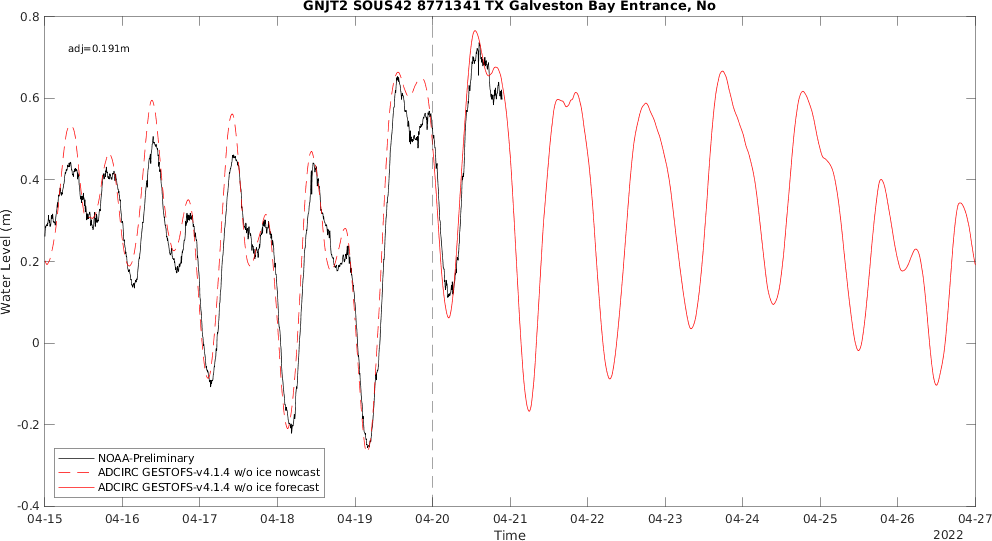 GNJT2 SOUS42 8771341 TX Galveston Bay Entrance, No
adj=0.191m
Water Level (m)
0.8
0.6
0.4
0.2
0
-0.2
-0.4
NOAA-Preliminary
ADCIRC GESTOFS-v4.1.4 w/o ice nowcast
ADCIRC GESTOFS-v4.1.4 w/o ice forecast
04-15 04-16 04-17 04-18 04-19 04-20 04-21 04-22 04-23 04-24 04-25 04-26 04-27
Time
2022